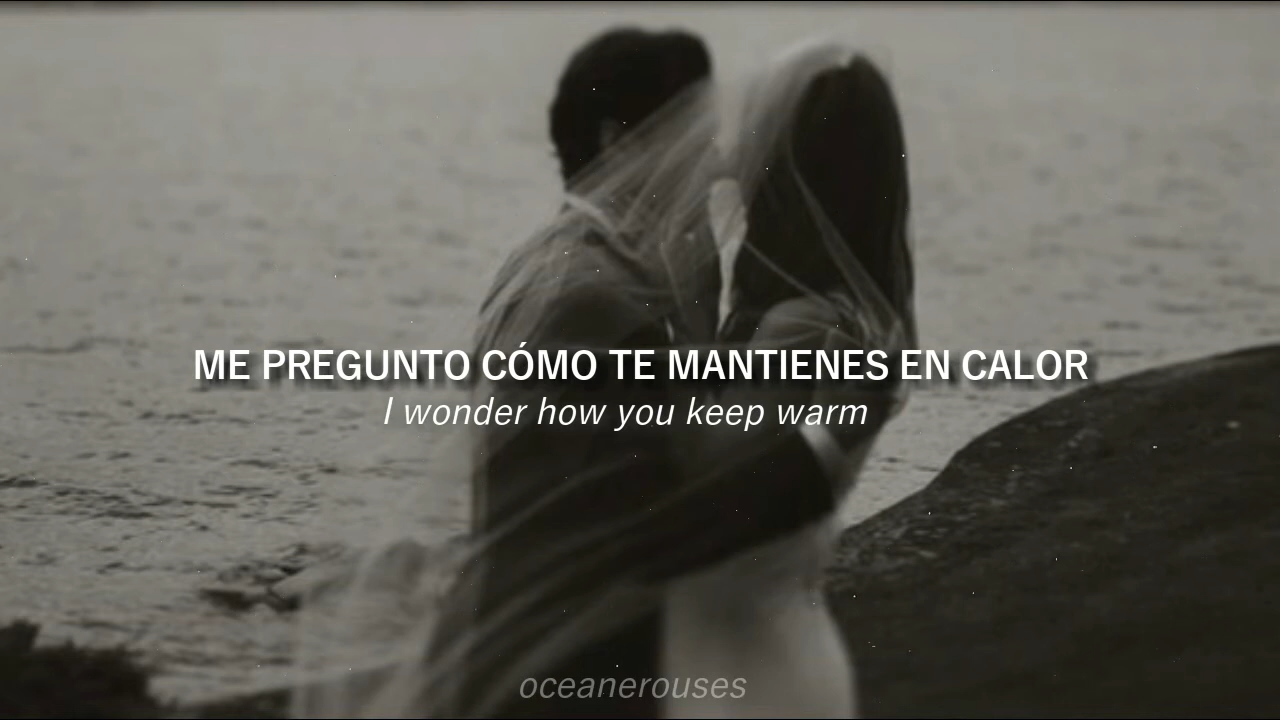 ME PREGUNTO CÓMO TE MANTIENES EN CALOR
I wonder how you keep warm
oceanerouses